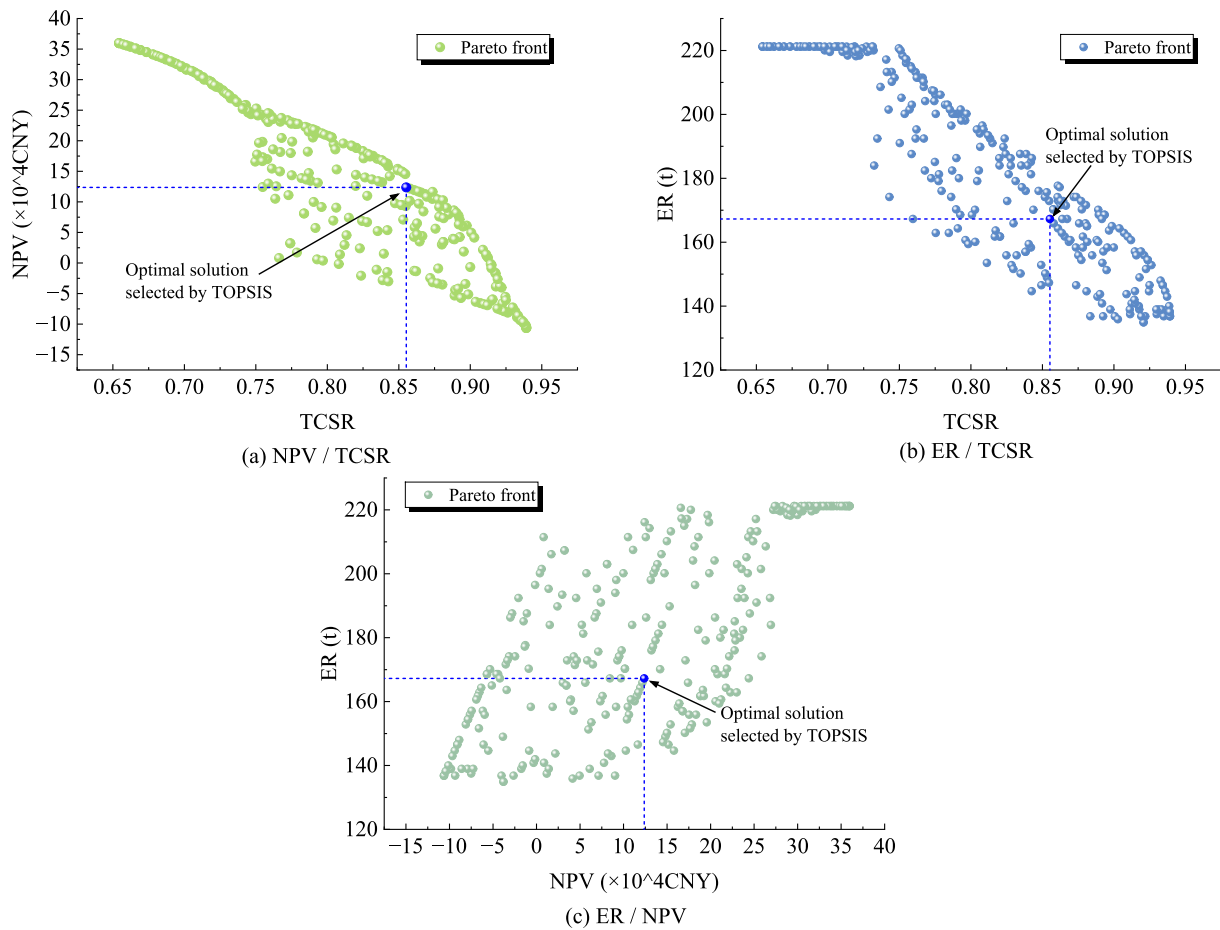 40
35
30
25
20
15
10
5
0
−5
−10
−15
NPV (×10^4CNY)
Pareto front
Optimal solution
selected by TOPSIS
0.65 0.70 0.75 0.80 0.85 0.90 0.95
TCSR
(a) NPV / TCSR
220
200
180
160
140
120
ER (t)
Pareto front
Optimal solution
selected by TOPSIS
0.65 0.70 0.75 0.80 0.85 0.90 0.95
TCSR
(b) ER / TCSR
220
200
180
160
140
120
ER (t)
Pareto front
Optimal solution
selected by TOPSIS
−15 −10 −5 0 5 10 15 20 25 30 35 40
NPV (×10^4CNY)
(c) ER / NPV